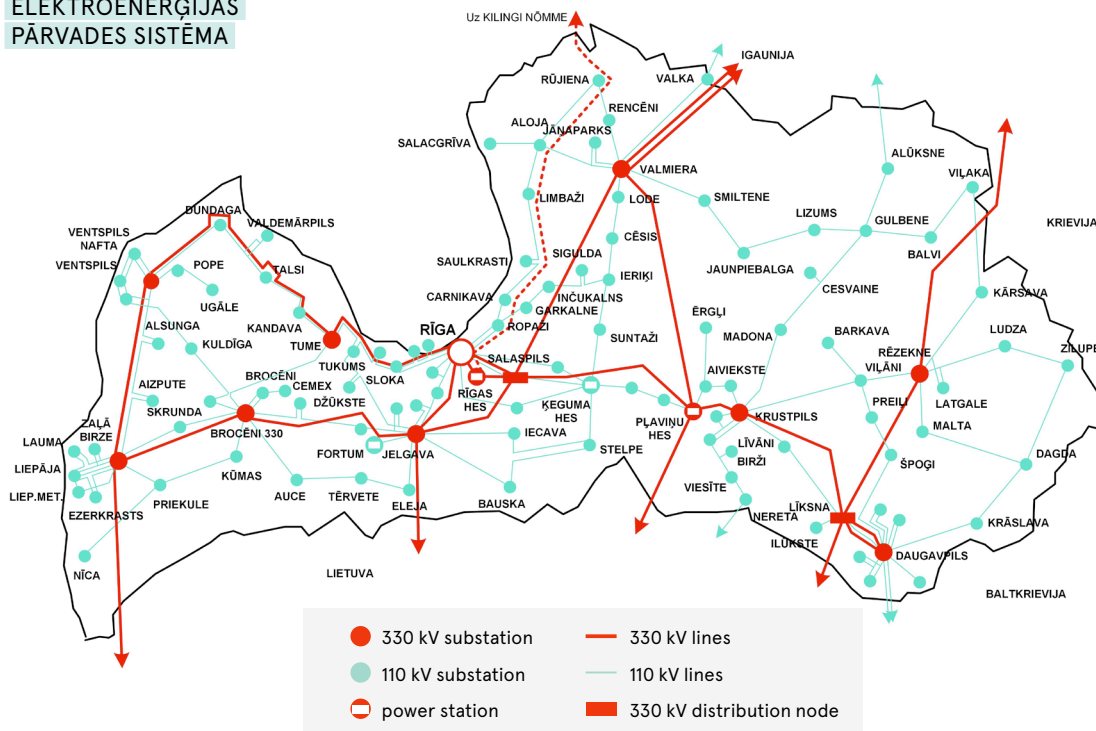 ELEKTROENERĢIJAS
PĀRVADES SISTĒMA
Uz KILINGI NÕMME
IGAUNIJA
RŪJIENA
VALKA
RENCĒNI
ALOJA
JĀNAPARKS
SALACGRĪVA
VALMIERA
ALŪKSNE
VIĻAKA
LIMBAŽI
LODE
SMILTENE
LIZUMS
GULBENE
KRIEVIJA
DUNDAGA
VALDEMĀRPILS
VENTSPILS
NAFTA
VENTSPILS
CĒSIS
SIGULDA
BALVI
POPE
TALSI
SAULKRASTI
IERIĶI
JAUNPIEBALGA
UGĀLE
CARNIKAVA
INČUKALNS
CESVAINE
KĀRSAVA
GARKALNE
ĒRGĻI
ALSUNGA
KANDAVA
RĪGA
ROPAŽI
SUNTAŽI
MADONA
BARKAVA
LUDZA
KULDĪGA
TUME
RĒZEKNE
ZILUPE
TUKUMS
SALASPILS
VIĻĀNI
SLOKA
AIVIEKSTE
AIZPUTE
BROCĒNI
CEMEX
RĪGAS
HES
SKRUNDA
DŽŪKSTE
ĶEGUMA
HES
PREIĻI
LATGALE
ZAĻĀ
BIRZE
PĻAVIŅU
HES
KRUSTPILS
LAUMA
BROCĒNI 330
IECAVA
MALTA
LĪVĀNI
FORTUM
JELGAVA
STELPE
BIRŽI
LIEPĀJA
ŠPOĢI
DAGDA
KŪMAS
VIESĪTE
LIEP.MET.
AUCE
TĒRVETE
PRIEKULE
ELEJA
BAUSKA
LĪKSNA
EZERKRASTS
NERETA
KRĀSLAVA
ILŪKSTE
DAUGAVPILS
NĪCA
LIETUVA
BALTKRIEVIJA
330 kV substation
330 kV lines
110 kV substation
110 kV lines
power station
330 kV distribution node